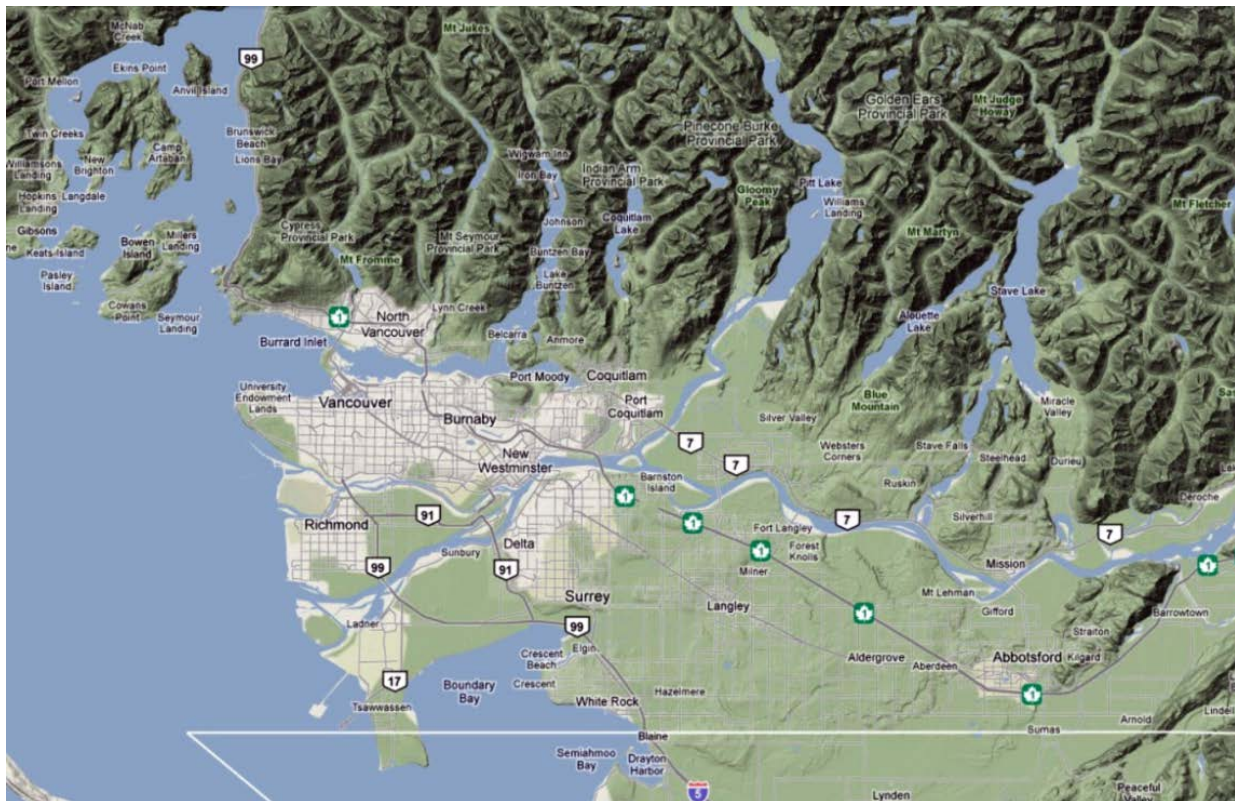 McNab
Creek
Ekins Point
Port Mellon
Anvil Island
99
Mt Jukes
Twin Creeks
Williamsons
Landing
New
Brighton
Camp
Artaban
Brunswick
Beach
Lions Bay
Hopkins
Landing
Langdale
Gibsons
Keats Island
Bowen
Island
Millers
Landing
Pasley
Island
Cowans
Point
Seymour
Landing
Cypress
Provincial Park
Mt Fromme
Mt Seymour
Provincial Park
Wigwam Inn
Iron Bay
Indian Arm
Provincial Park
Johnson
Coquitlam
Lake
Buntzen Bay
Lake
Buntzen
Pinecone Burke
Provincial Park
Gloomy
Peak
Pitt Lake
Williams
Landing
Golden Ears
Provincial Park
Mt Judge
Howay
Mt Martyn
Mt Fletcher
Stave Lake
Alouette
Lake
1
North
Vancouver
Lynn Creek
Burrard Inlet
Belcarra
Anmore
Port Moody
Coquitlam
University
Endowment
Lands
Vancouver
Burnaby
Port
Coquitlam
New
Westminster
Blue
Mountain
Miracle
Valley
Silver Valley
7
7
Websters
Corners
Stave Falls
Steelhead
Durieu
Barnston
Island
Ruskin
Deroche
1
1
Richmond
91
Fort Langley
7
Silverhill
7
Sunbury
Delta
91
99
1
Forest
Knolls
Milner
Mission
1
Surrey
Langley
Mt Lehman
Gifford
Barrowtown
Ladner
99
1
Straiton
Elgin
Crescent
Beach
Aldergrove
Aberdeen
Abbotsford
Kilgard
17
Boundary
Bay
Crescent
White Rock
Hazelmere
1
Tsawwassen
Arnold
Sumas
Blaine
Semiahmoo
Bay
Drayton
Harbor
5
Lynden
Peaceful
Valley